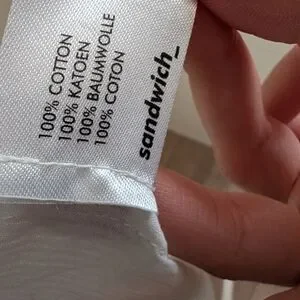 100% COTTON
100% KATOEN
100% BAUMWOLLE
100% COTON
sandwich_